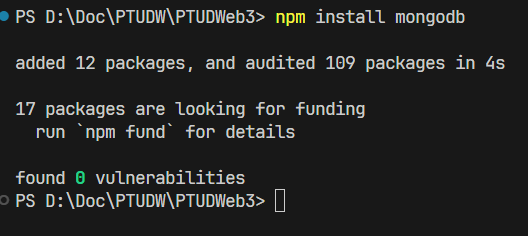 PS D:\Doc\PTUDW\PTUDWeb3> npm install mongodb
added 12 packages, and audited 109 packages in 4s
17 packages are looking for funding
run `npm fund` for details
found 0 vulnerabilities
PS D:\Doc\PTUDW\PTUDWeb3>